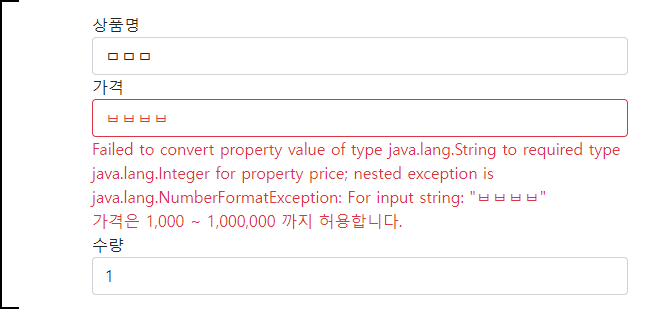 상품명
ㅁㅁㅁ
가격
ㅂㅂㅂㅂ
Failed to convert property value of type java.lang.String to required type
java.lang.Integer for property price; nested exception is
java.lang.NumberFormatException: For input string: "ㅂㅂㅂㅂ"
가격은 1,000 ~ 1,000,000 까지 허용합니다.
수량
1